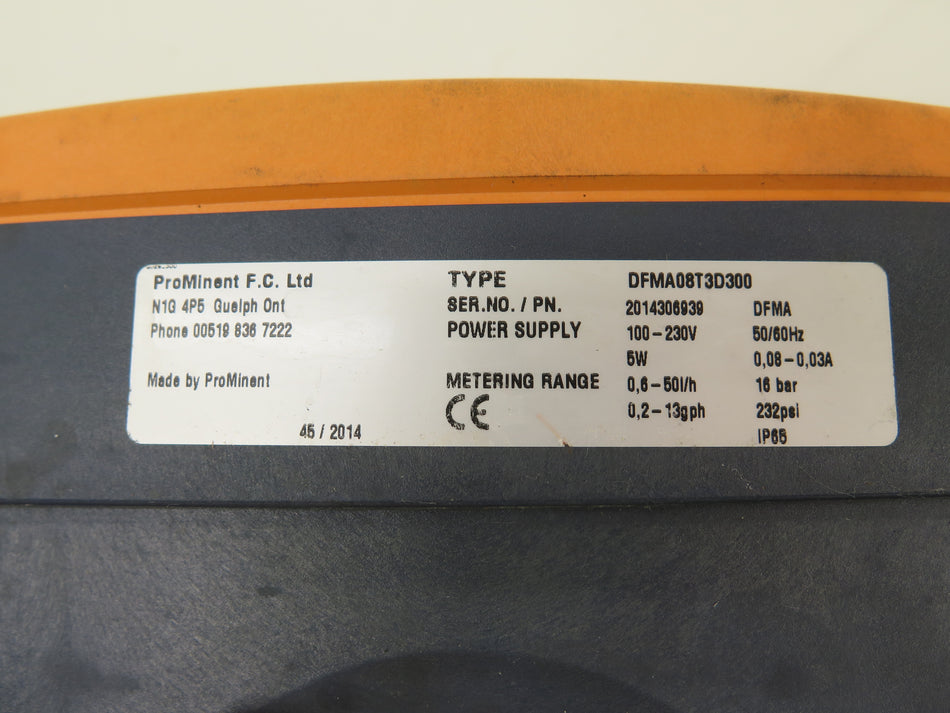 ProMinent F.C. Ltd
N1G 4P5 Guelph Ont
Phone 00519 836 7222
Made by ProMinent
45 / 2014
TYPE DFMA08T3D300
SER.NO. / PN. 2014306939 DFMA
POWER SUPPLY 100-230V 50/60Hz
5W 0,08-0,03A
METERING RANGE 0,6-50l/h 16 bar
CE 0,2-13gph 232psi
IP65